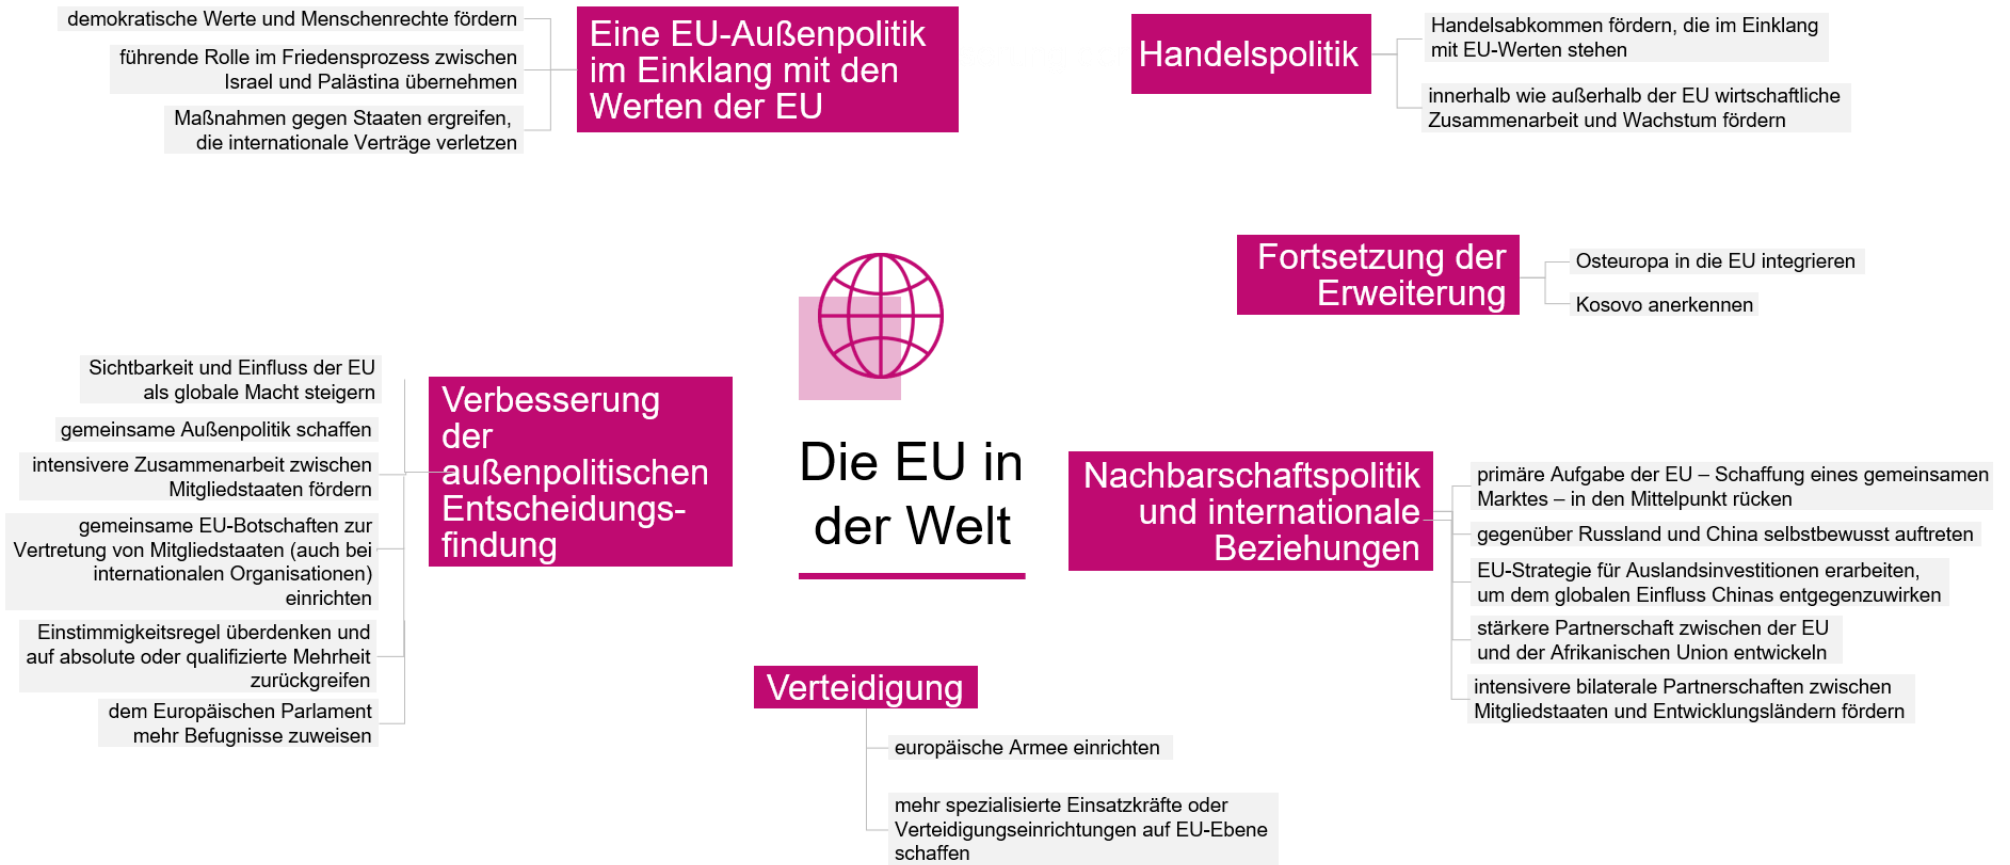 demokratische Werte und Menschenrechte fördern
führende Rolle im Friedensprozess zwischen
Israel und Palästina übernehmen
Maßnahmen gegen Staaten ergreifen,
die internationale Verträge verletzen
Eine EU-Außenpolitik
im Einklang mit den
Werten der EU
Handelspolitik
Handelsabkommen fördern, die im Einklang
mit EU-Werten stehen
innerhalb wie außerhalb der EU wirtschaftliche
Zusammenarbeit und Wachstum fördern
Fortsetzung der
Erweiterung
Osteuropa in die EU integrieren
Kosovo anerkennen
Sichtbarkeit und Einfluss der EU
als globale Macht steigern
gemeinsame Außenpolitik schaffen
intensivere Zusammenarbeit zwischen
Mitgliedstaaten fördern
gemeinsame EU-Botschaften zur
Vertretung von Mitgliedstaaten (auch bei
internationalen Organisationen)
einrichten
Einstimmigkeitsregel überdenken und
auf absolute oder qualifizierte Mehrheit
zurückgreifen
dem Europäischen Parlament
mehr Befugnisse zuweisen
Verbesserung
der
außenpolitischen
Entscheidungs-
findung
Die EU in
der Welt
Nachbarschaftspolitik
und internationale
Beziehungen
primäre Aufgabe der EU – Schaffung eines gemeinsamen
Marktes – in den Mittelpunkt rücken
gegenüber Russland und China selbstbewusst auftreten
EU-Strategie für Auslandsinvestitionen erarbeiten,
um dem globalen Einfluss Chinas entgegenzuwirken
stärkere Partnerschaft zwischen der EU
und der Afrikanischen Union entwickeln
intensivere bilaterale Partnerschaften zwischen
Mitgliedstaaten und Entwicklungsländern fördern
Verteidigung
europäische Armee einrichten
mehr spezialisierte Einsatzkräfte oder
Verteidigungseinrichtungen auf EU-Ebene
schaffen